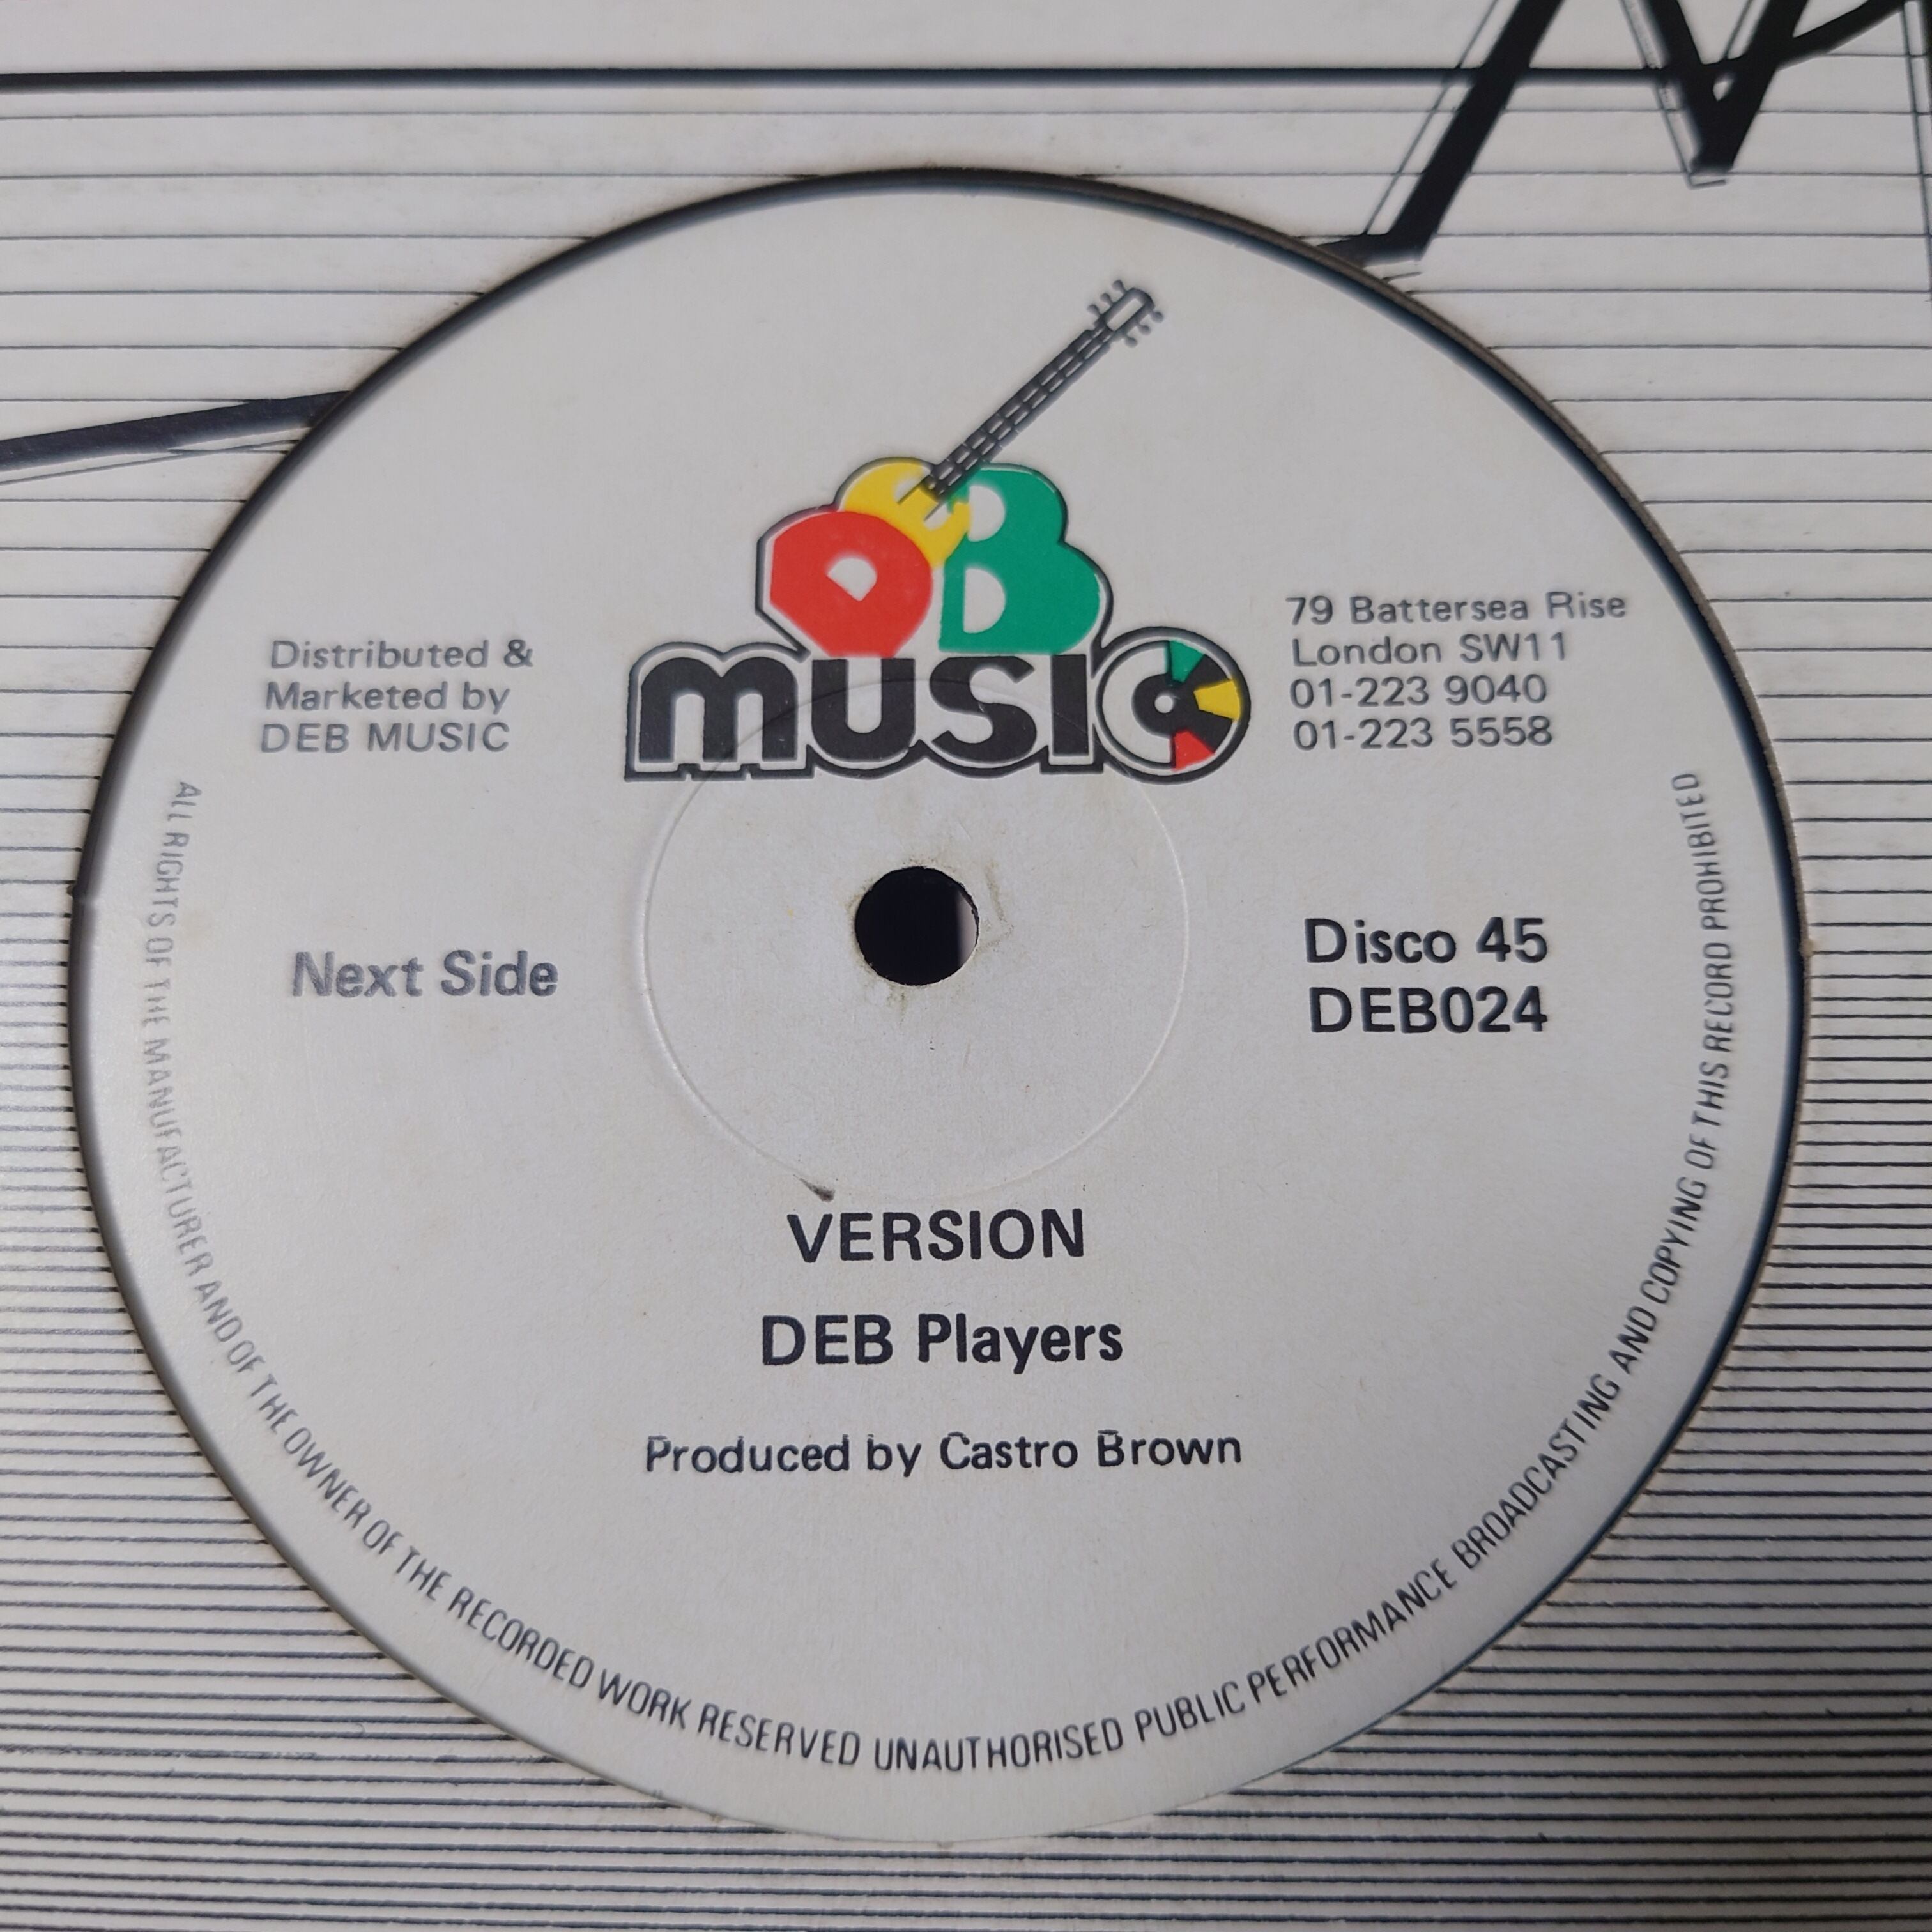 DEB
MUSIC
Distributed &
Marketed by
DEB MUSIC
79 Battersea Rise
London SW11
01-223 9040
01-223 5558
Next Side
Disco 45
DEB024
VERSION
DEB Players
Produced by Castro Brown
ALL RIGHTS OF THE MANUFACTURER AND OF THE OWNER OF THE RECORDED WORK RESERVED UNAUTHORISED PUBLIC PERFORMANCE BROADCASTING AND COPYING OF THIS RECORD PROHIBITED